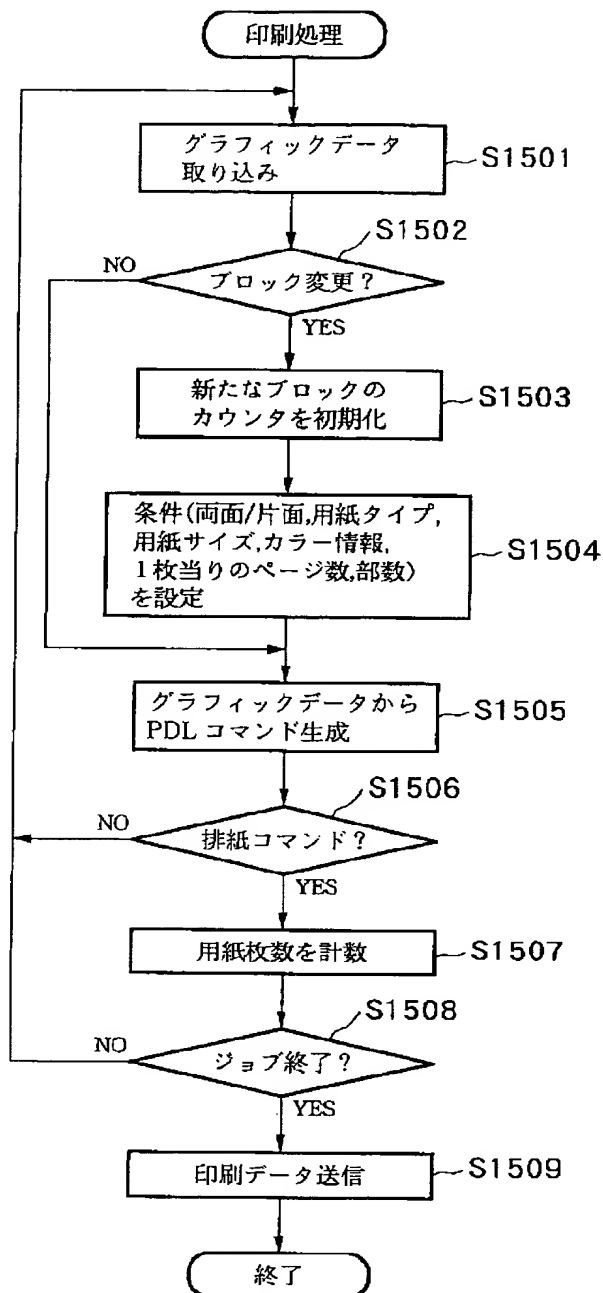 印刷処理
グラフィックデータ
取り込み
S1501
S1502
NO
ブロック変更?
YES
新たなブロックの
カウンタを初期化
S1503
条件(両面/片面,用紙タイプ,
用紙サイズ,カラー情報,
1枚当りのページ数,部数)
を設定
S1504
グラフィックデータから
PDLコマンド生成
S1505
S1506
NO
排紙コマンド?
YES
用紙枚数を計数
S1507
S1508
NO
ジョブ終了?
YES
印刷データ送信
S1509
終了